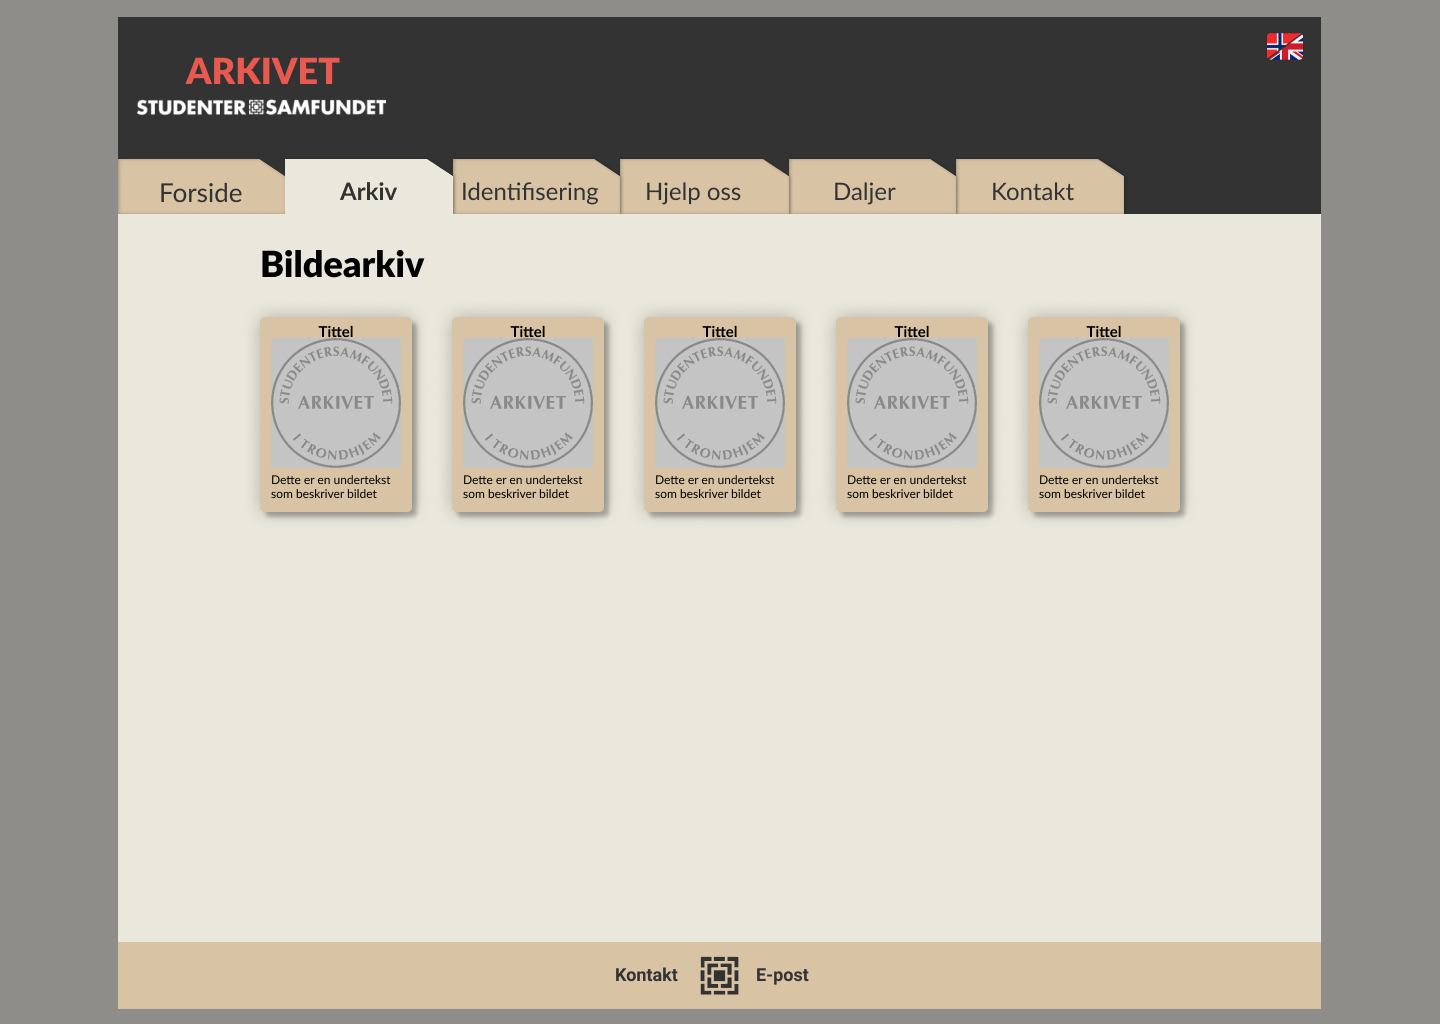 ARKIVET
STUDENTER SAMFUNDET
Forside
Arkiv
Identifisering
Hjelp oss
Daljer
Kontakt
Bildearkiv
Tittel
STUDENTERSAMFUNDET
ARKIVET
I TRONDHJEM
Dette er en undertekst
som beskriver bildet
Tittel
STUDENTERSAMFUNDET
ARKIVET
I TRONDHJEM
Dette er en undertekst
som beskriver bildet
Tittel
STUDENTERSAMFUNDET
ARKIVET
I TRONDHJEM
Dette er en undertekst
som beskriver bildet
Tittel
STUDENTERSAMFUNDET
ARKIVET
I TRONDHJEM
Dette er en undertekst
som beskriver bildet
Tittel
STUDENTERSAMFUNDET
ARKIVET
I TRONDHJEM
Dette er en undertekst
som beskriver bildet
Kontakt
E-post